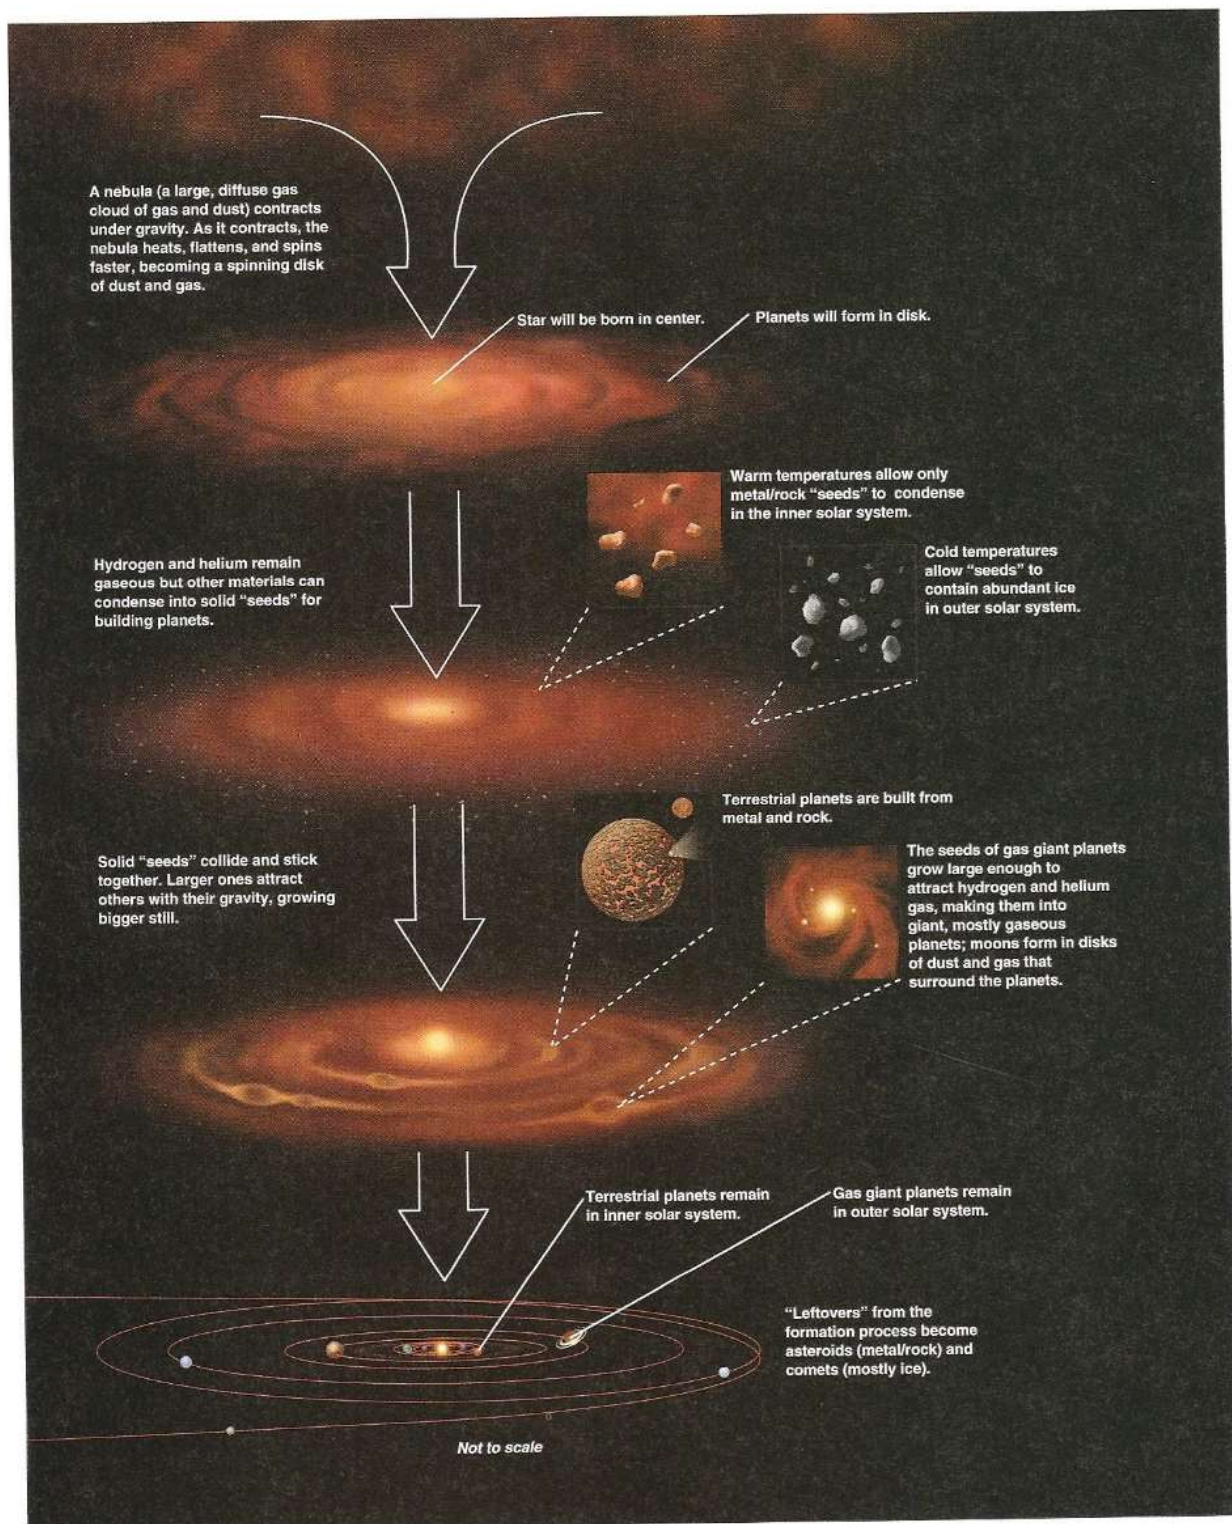 A nebula (a large, diffuse gas
cloud of gas and dust) contracts
under gravity. As it contracts, the
nebula heats, flattens, and spins
faster, becoming a spinning disk
of dust and gas.
Star will be born in center.
Planets will form in disk.
Warm temperatures allow only
metal/rock “seeds” to condense
in the inner solar system.
Cold temperatures
allow “seeds” to
contain abundant ice
in outer solar system.
Hydrogen and helium remain
gaseous but other materials can
condense into solid “seeds” for
building planets.
Terrestrial planets are built from
metal and rock.
The seeds of gas giant planets
grow large enough to
attract hydrogen and helium
gas, making them into
giant, mostly gaseous
planets; moons form in disks
of dust and gas that
surround the planets.
Solid “seeds” collide and stick
together. Larger ones attract
others with their gravity, growing
bigger still.
Terrestrial planets remain
in inner solar system.
Gas giant planets remain
in outer solar system.
“Leftovers” from the
formation process become
asteroids (metal/rock) and
comets (mostly ice).
Not to scale